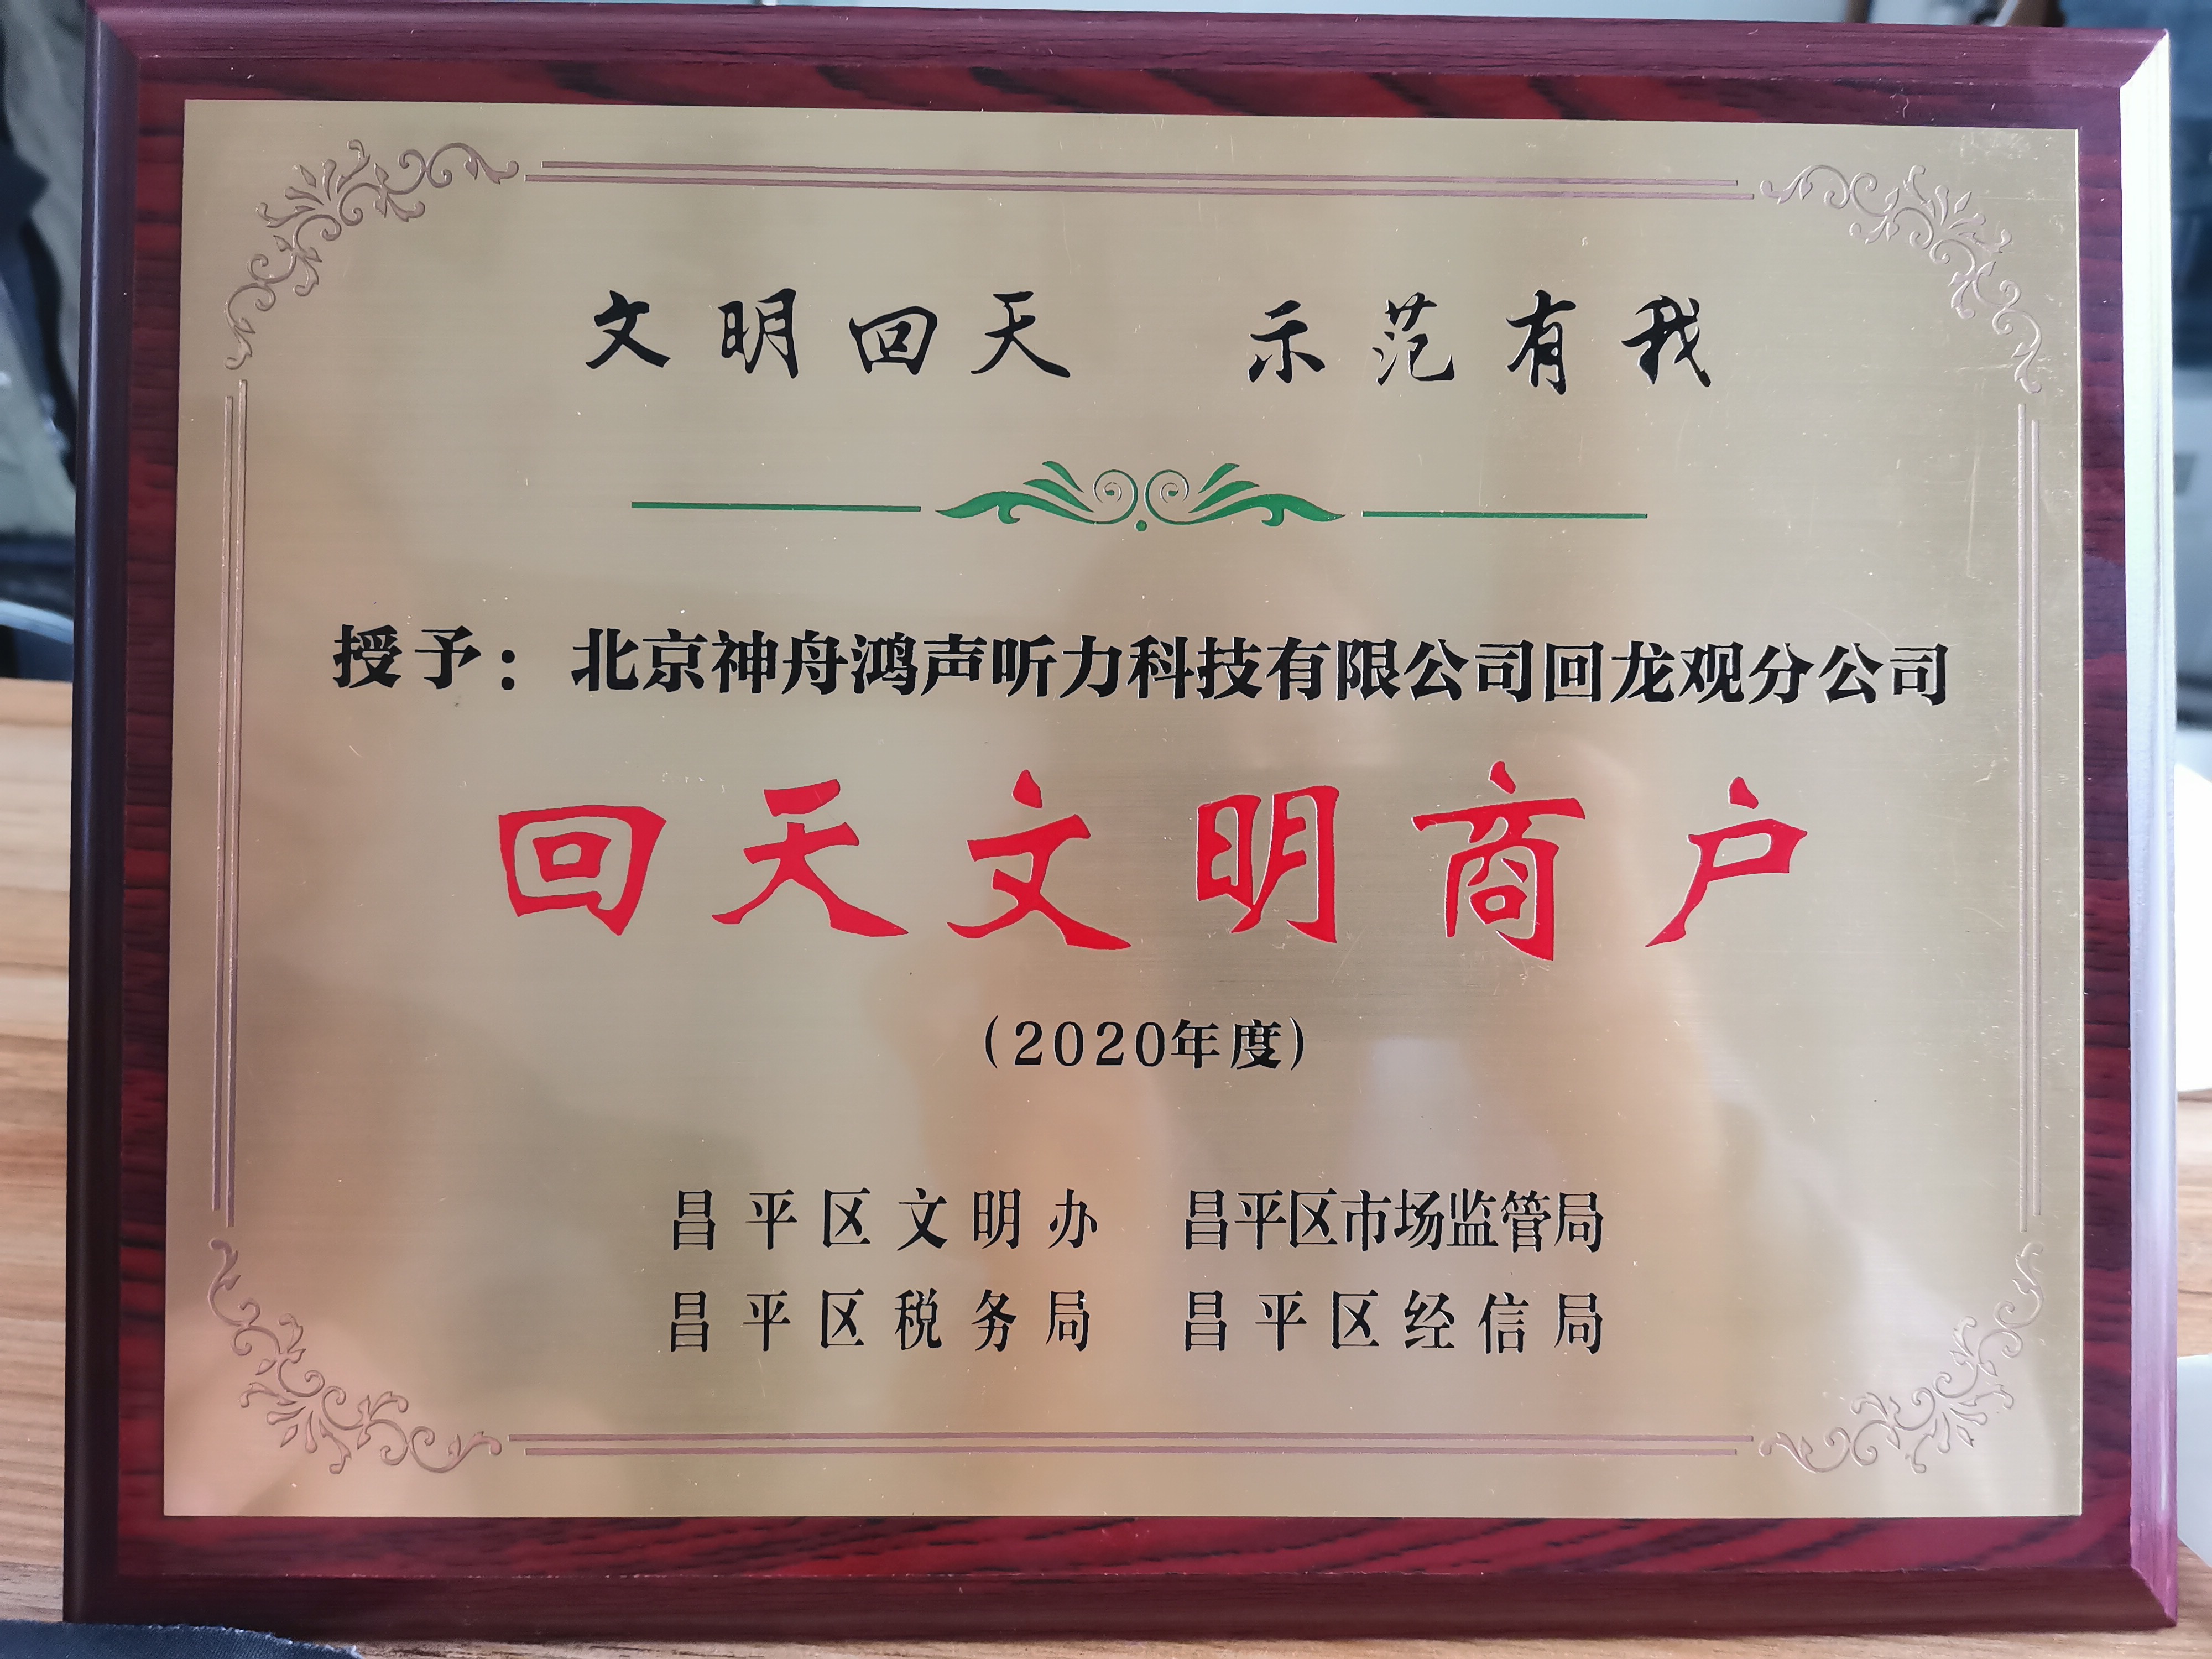 文明回天 示范有我
授予：北京神舟鸿声听力科技有限公司回龙观分公司
回天文明商户
（2020年度）
昌平区文明办 昌平区市场监管局
昌平区税务局 昌平区经信局